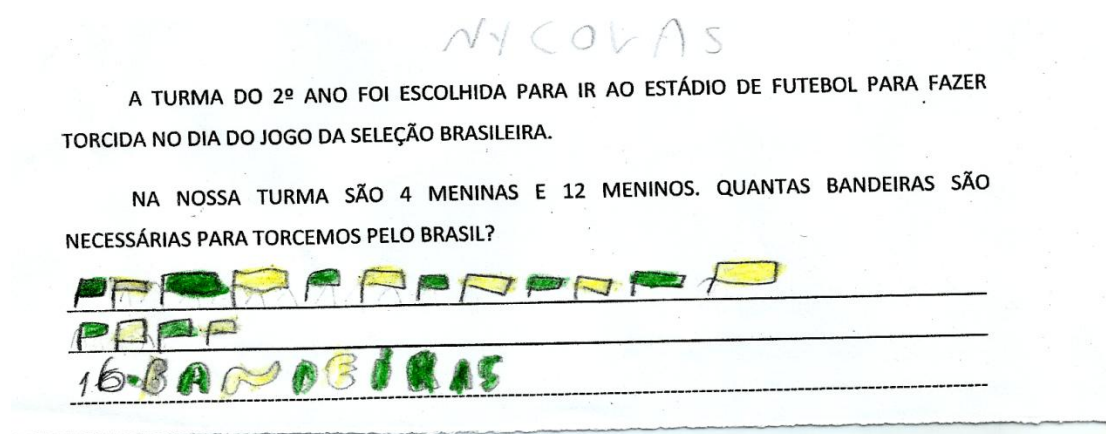 NYCOLAS
A TURMA DO 2º ANO FOI ESCOLHIDA PARA IR AO ESTÁDIO DE FUTEBOL PARA FAZER
TORCIDA NO DIA DO JOGO DA SELEÇÃO BRASILEIRA.
NA NOSSA TURMA SÃO 4 MENINAS E 12 MENINOS. QUANTAS BANDEIRAS SÃO
NECESSÁRIAS PARA TORCEMOS PELO BRASIL?
16-BANDEIRAS